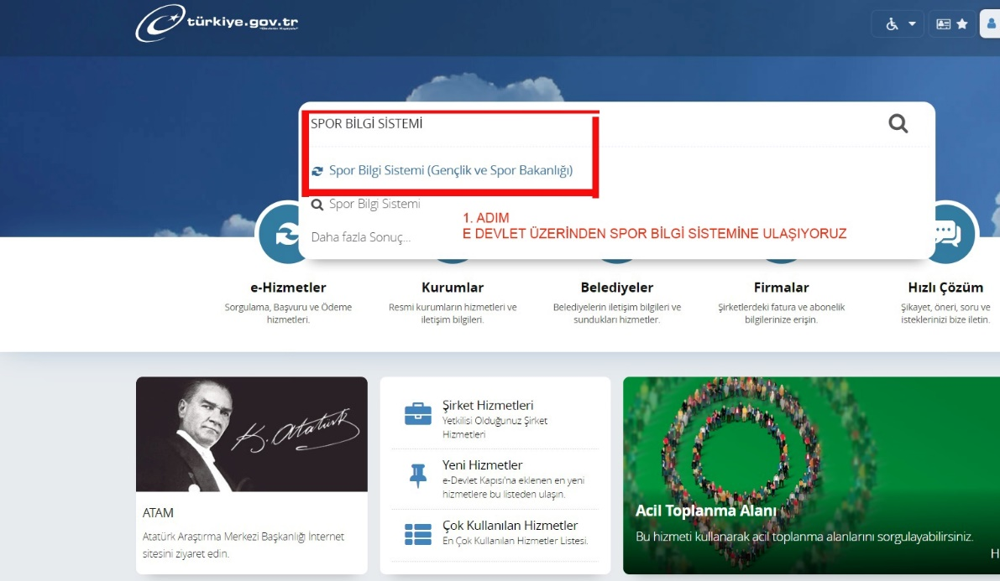 türkiye.gov.tr
SPOR BİLGİ SİSTEMİ
Spor Bilgi Sistemi (Gençlik ve Spor Bakanlığı)
Spor Bilgi Sistemi
Daha fazla Sonuç...
1. ADIM
E DEVLET ÜZERİNDEN SPOR BİLGİ SİSTEMİNE ULAŞIYORUZ
e-Hizmetler
Sorgulama, Başvuru ve Ödeme
hizmetleri.
Kurumlar
Resmi kurumların hizmetleri ve
iletişim bilgileri.
Belediyeler
Belediyelerin iletişim bilgileri ve
sundukları hizmetler.
Firmalar
Şirketlerdeki fatura ve abonelik
bilgilerinize erişin.
Hızlı Çözüm
Şikayet, öneri, soru ve
isteklerinizi bize iletin.
K. Atatürk
ATAM
Atatürk Araştırma Merkezi Başkanlığı İnternet
sitesini ziyaret edin.
Şirket Hizmetleri
Yetkilisi Olduğunuz Şirket
Hizmetleri
Yeni Hizmetler
e-Devlet Kapısı'na eklenen en yeni
hizmetlere bu listeden ulaşın.
Çok Kullanılan Hizmetler
En Çok Kullanılan Hizmetler Listesi.
Acil Toplanma Alanı
Bu hizmeti kullanarak acil toplanma alanlarını sorgulayabilirsiniz.
H